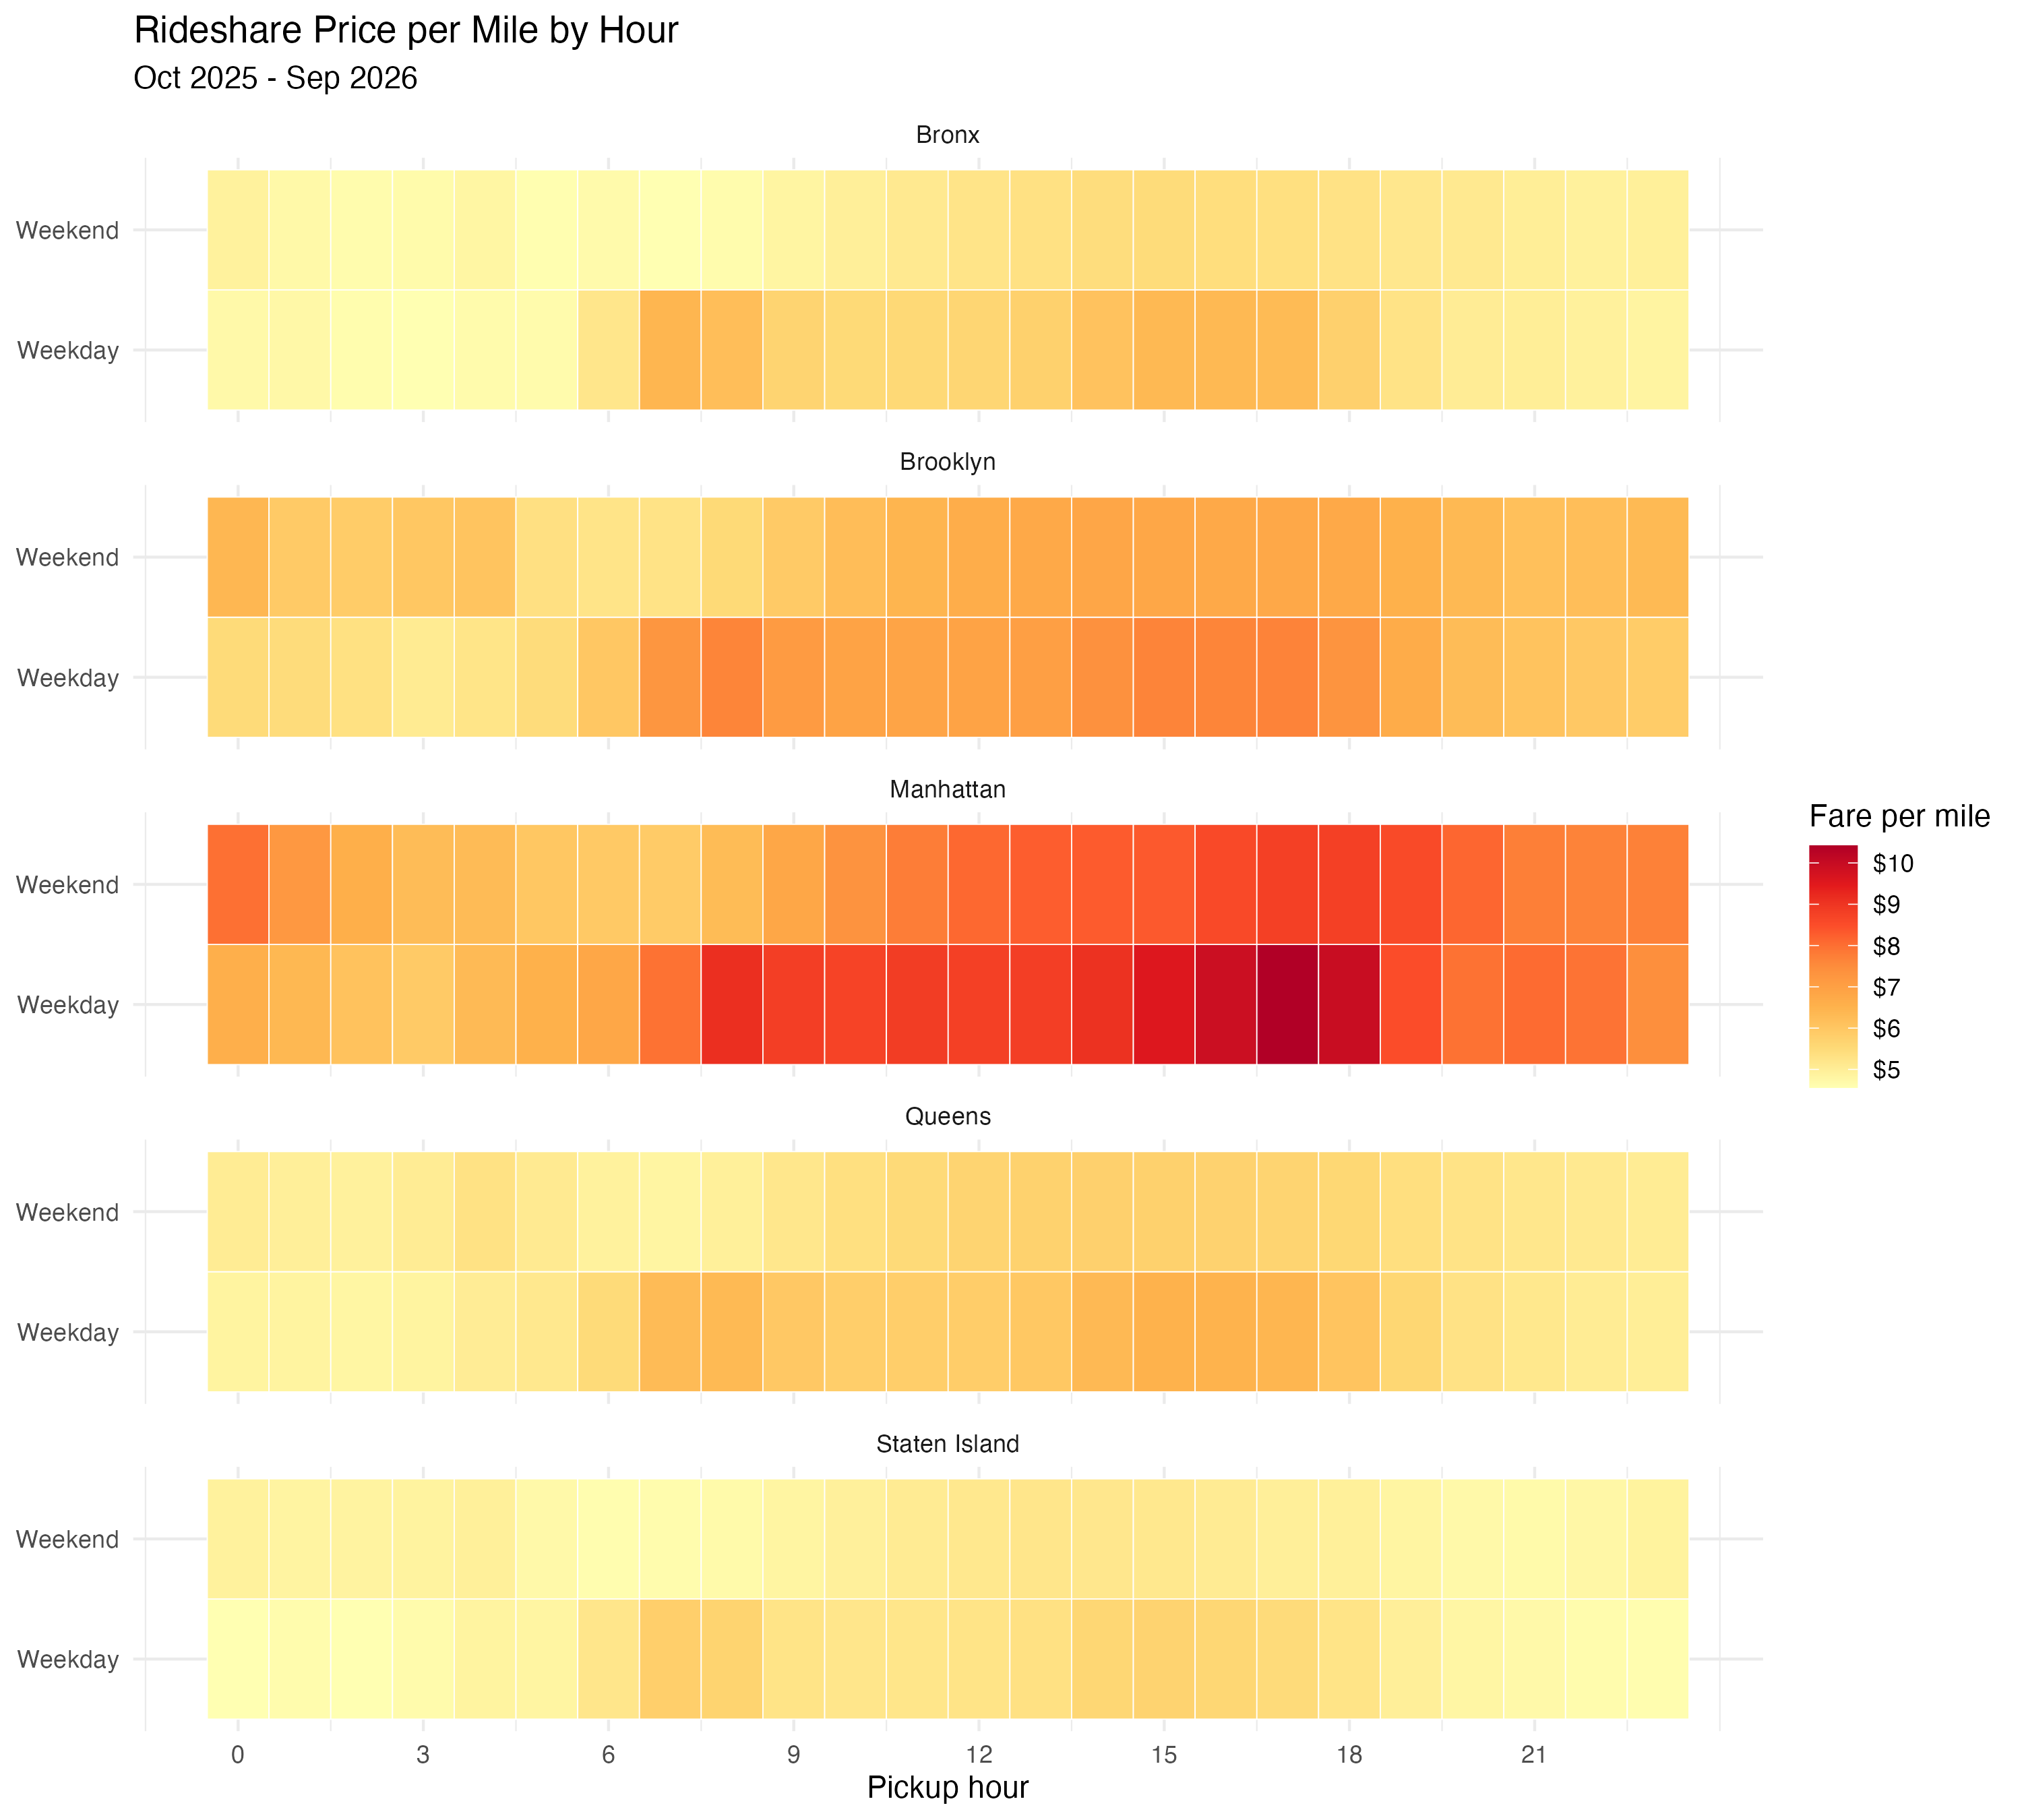 Rideshare Price per Mile by Hour
Oct 2025 - Sep 2026
Bronx
Weekend
Weekday
Brooklyn
Weekend
Weekday
Manhattan
Weekend
Weekday
Fare per mile
$10
$9
$8
$7
$6
$5
Queens
Weekend
Weekday
Staten Island
Weekend
Weekday
0 3 6 9 12 15 18 21
Pickup hour